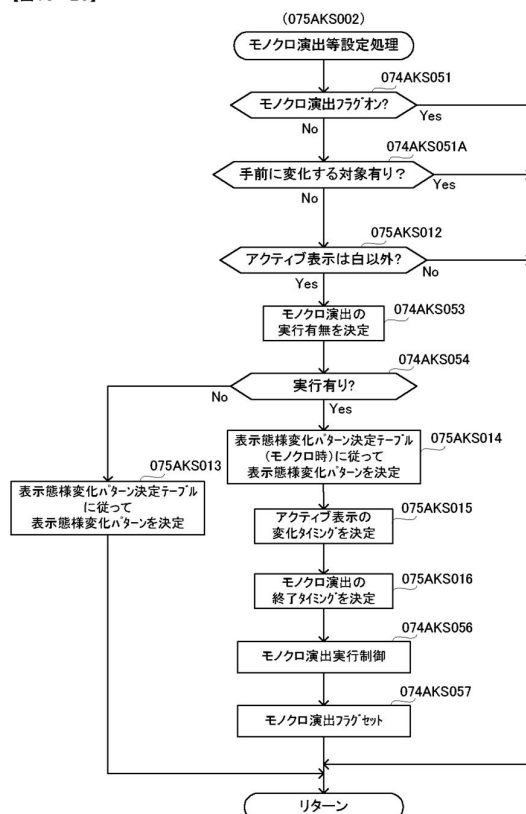 (075AKS002)
モノクロ演出等設定処理
074AKS051
モノクロ演出フラグオン?
Yes
No
074AKS051A
手前に変化する対象有り?
Yes
No
075AKS012
アクティブ表示は白以外?
No
Yes
モノクロ演出の
実行有無を決定
074AKS053
074AKS054
実行有り?
No
Yes
075AKS013
表示態様変化パターン決定テーブル
に従って
表示態様変化パターンを決定
表示態様変化パターン決定テーブル
(モノクロ時)に従って
表示態様変化パターンを決定
075AKS014
075AKS015
アクティブ表示の
変化タイミングを決定
075AKS016
モノクロ演出の
終了タイミングを決定
074AKS056
モノクロ演出実行制御
074AKS057
モノクロ演出フラグセット
リターン